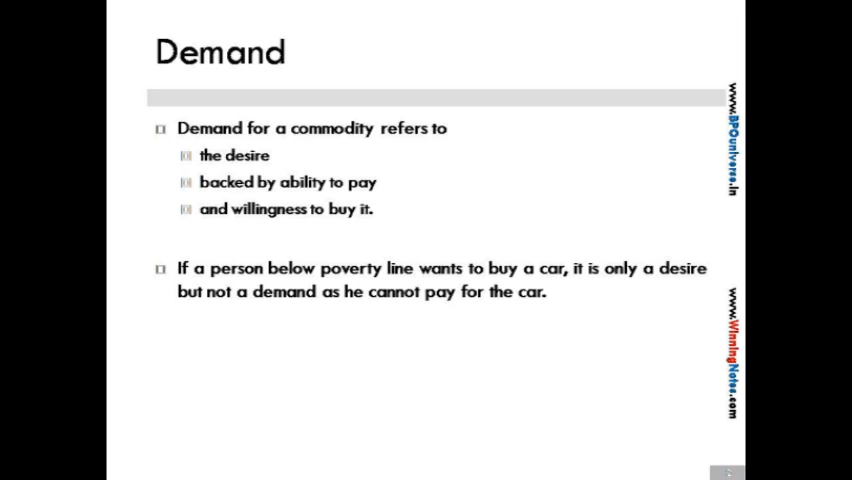 Demand
Demand for a commodity refers to
the desire
backed by ability to pay
and willingness to buy it.
If a person below poverty line wants to buy a car, it is only a desire
but not a demand as he cannot pay for the car.
www.BPOuniverse.in
www.WinningNotes.com